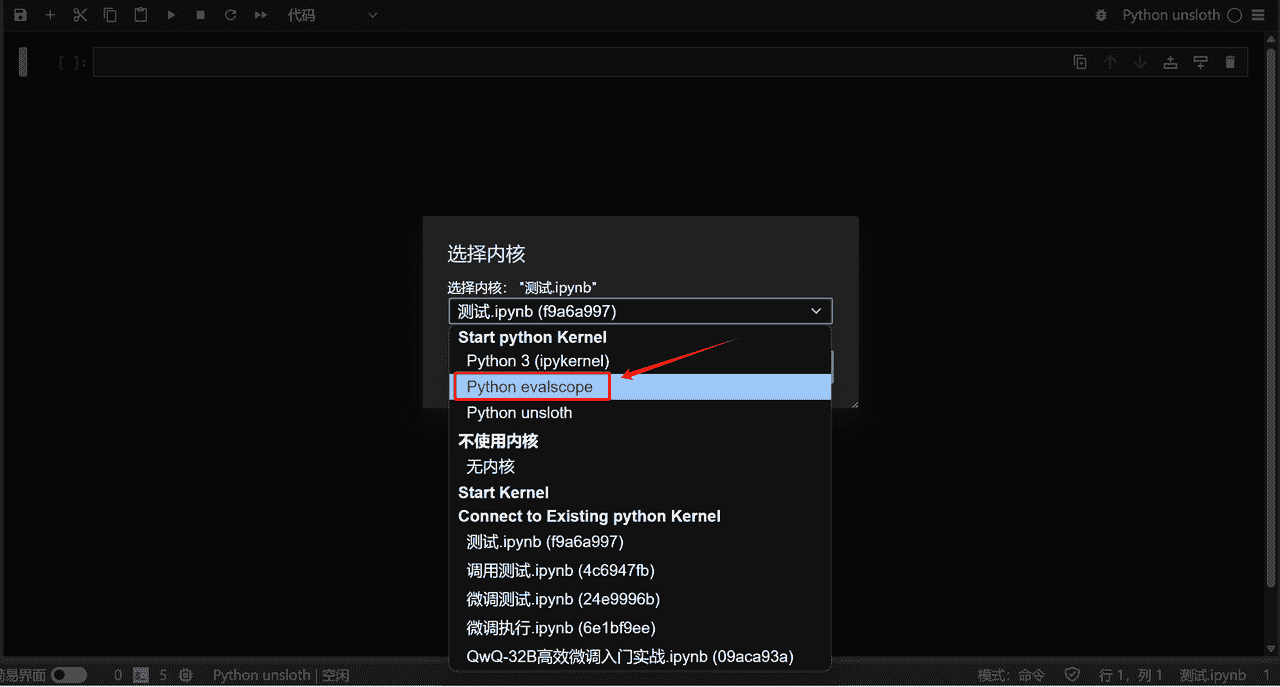 代码
Python unsloth
[ ]:
选择内核
选择内核： "测试.ipynb"
测试.ipynb (f9a6a997)
Start python Kernel
Python 3 (ipykernel)
Python evalscope
Python unsloth
不使用内核
无内核
Start Kernel
Connect to Existing python Kernel
测试.ipynb (f9a6a997)
调用测试.ipynb (4c6947fb)
微调测试.ipynb (24e9996b)
微调执行.ipynb (6e1bf9ee)
QwQ-32B高效微调入门实战.ipynb (09aca93a)
简易界面 0 5 Python unsloth | 空闲 模式：命令 行 1，列 1 测试.ipynb 1